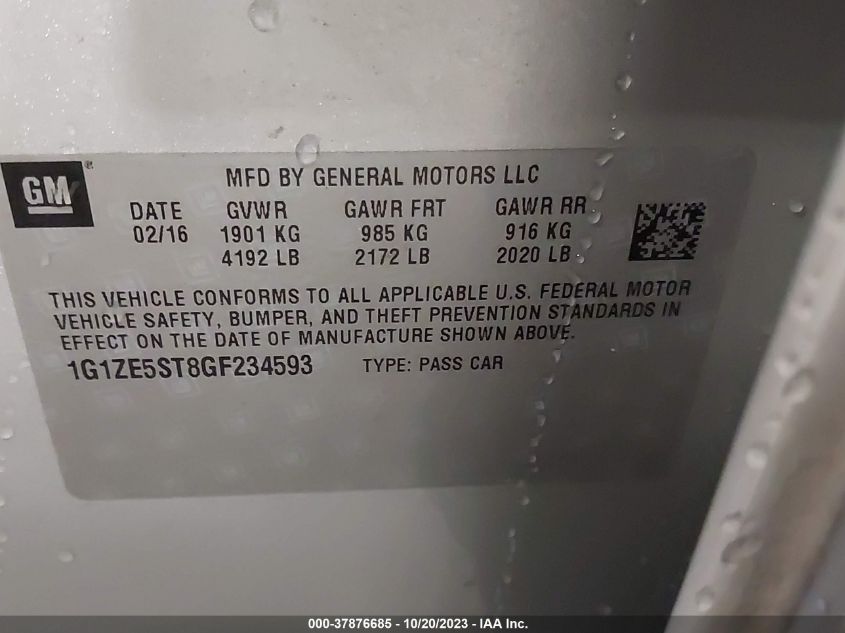 GM ®
MFD BY GENERAL MOTORS LLC
DATE GVWR GAWR FRT GAWR RR
02/16 1901 KG 985 KG 916 KG
4192 LB 2172 LB 2020 LB
THIS VEHICLE CONFORMS TO ALL APPLICABLE U.S. FEDERAL MOTOR
VEHICLE SAFETY, BUMPER, AND THEFT PREVENTION STANDARDS IN
EFFECT ON THE DATE OF MANUFACTURE SHOWN ABOVE.
1G1ZE5ST8GF234593 TYPE: PASS CAR
000-37876685 - 10/20/2023 - IAA Inc.